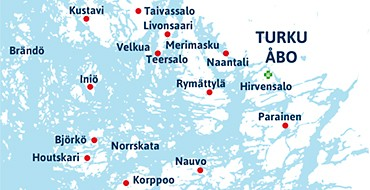 Kustavi
Taivassalo
Livonsaari
Brändö
Velkua
Merimasku
Teersalo
Naantali
TURKU
ÅBO
Iniö
Rymättylä
Hirvensalo
Parainen
Björkö
Norrskata
Houtskari
Nauvo
Korppoo